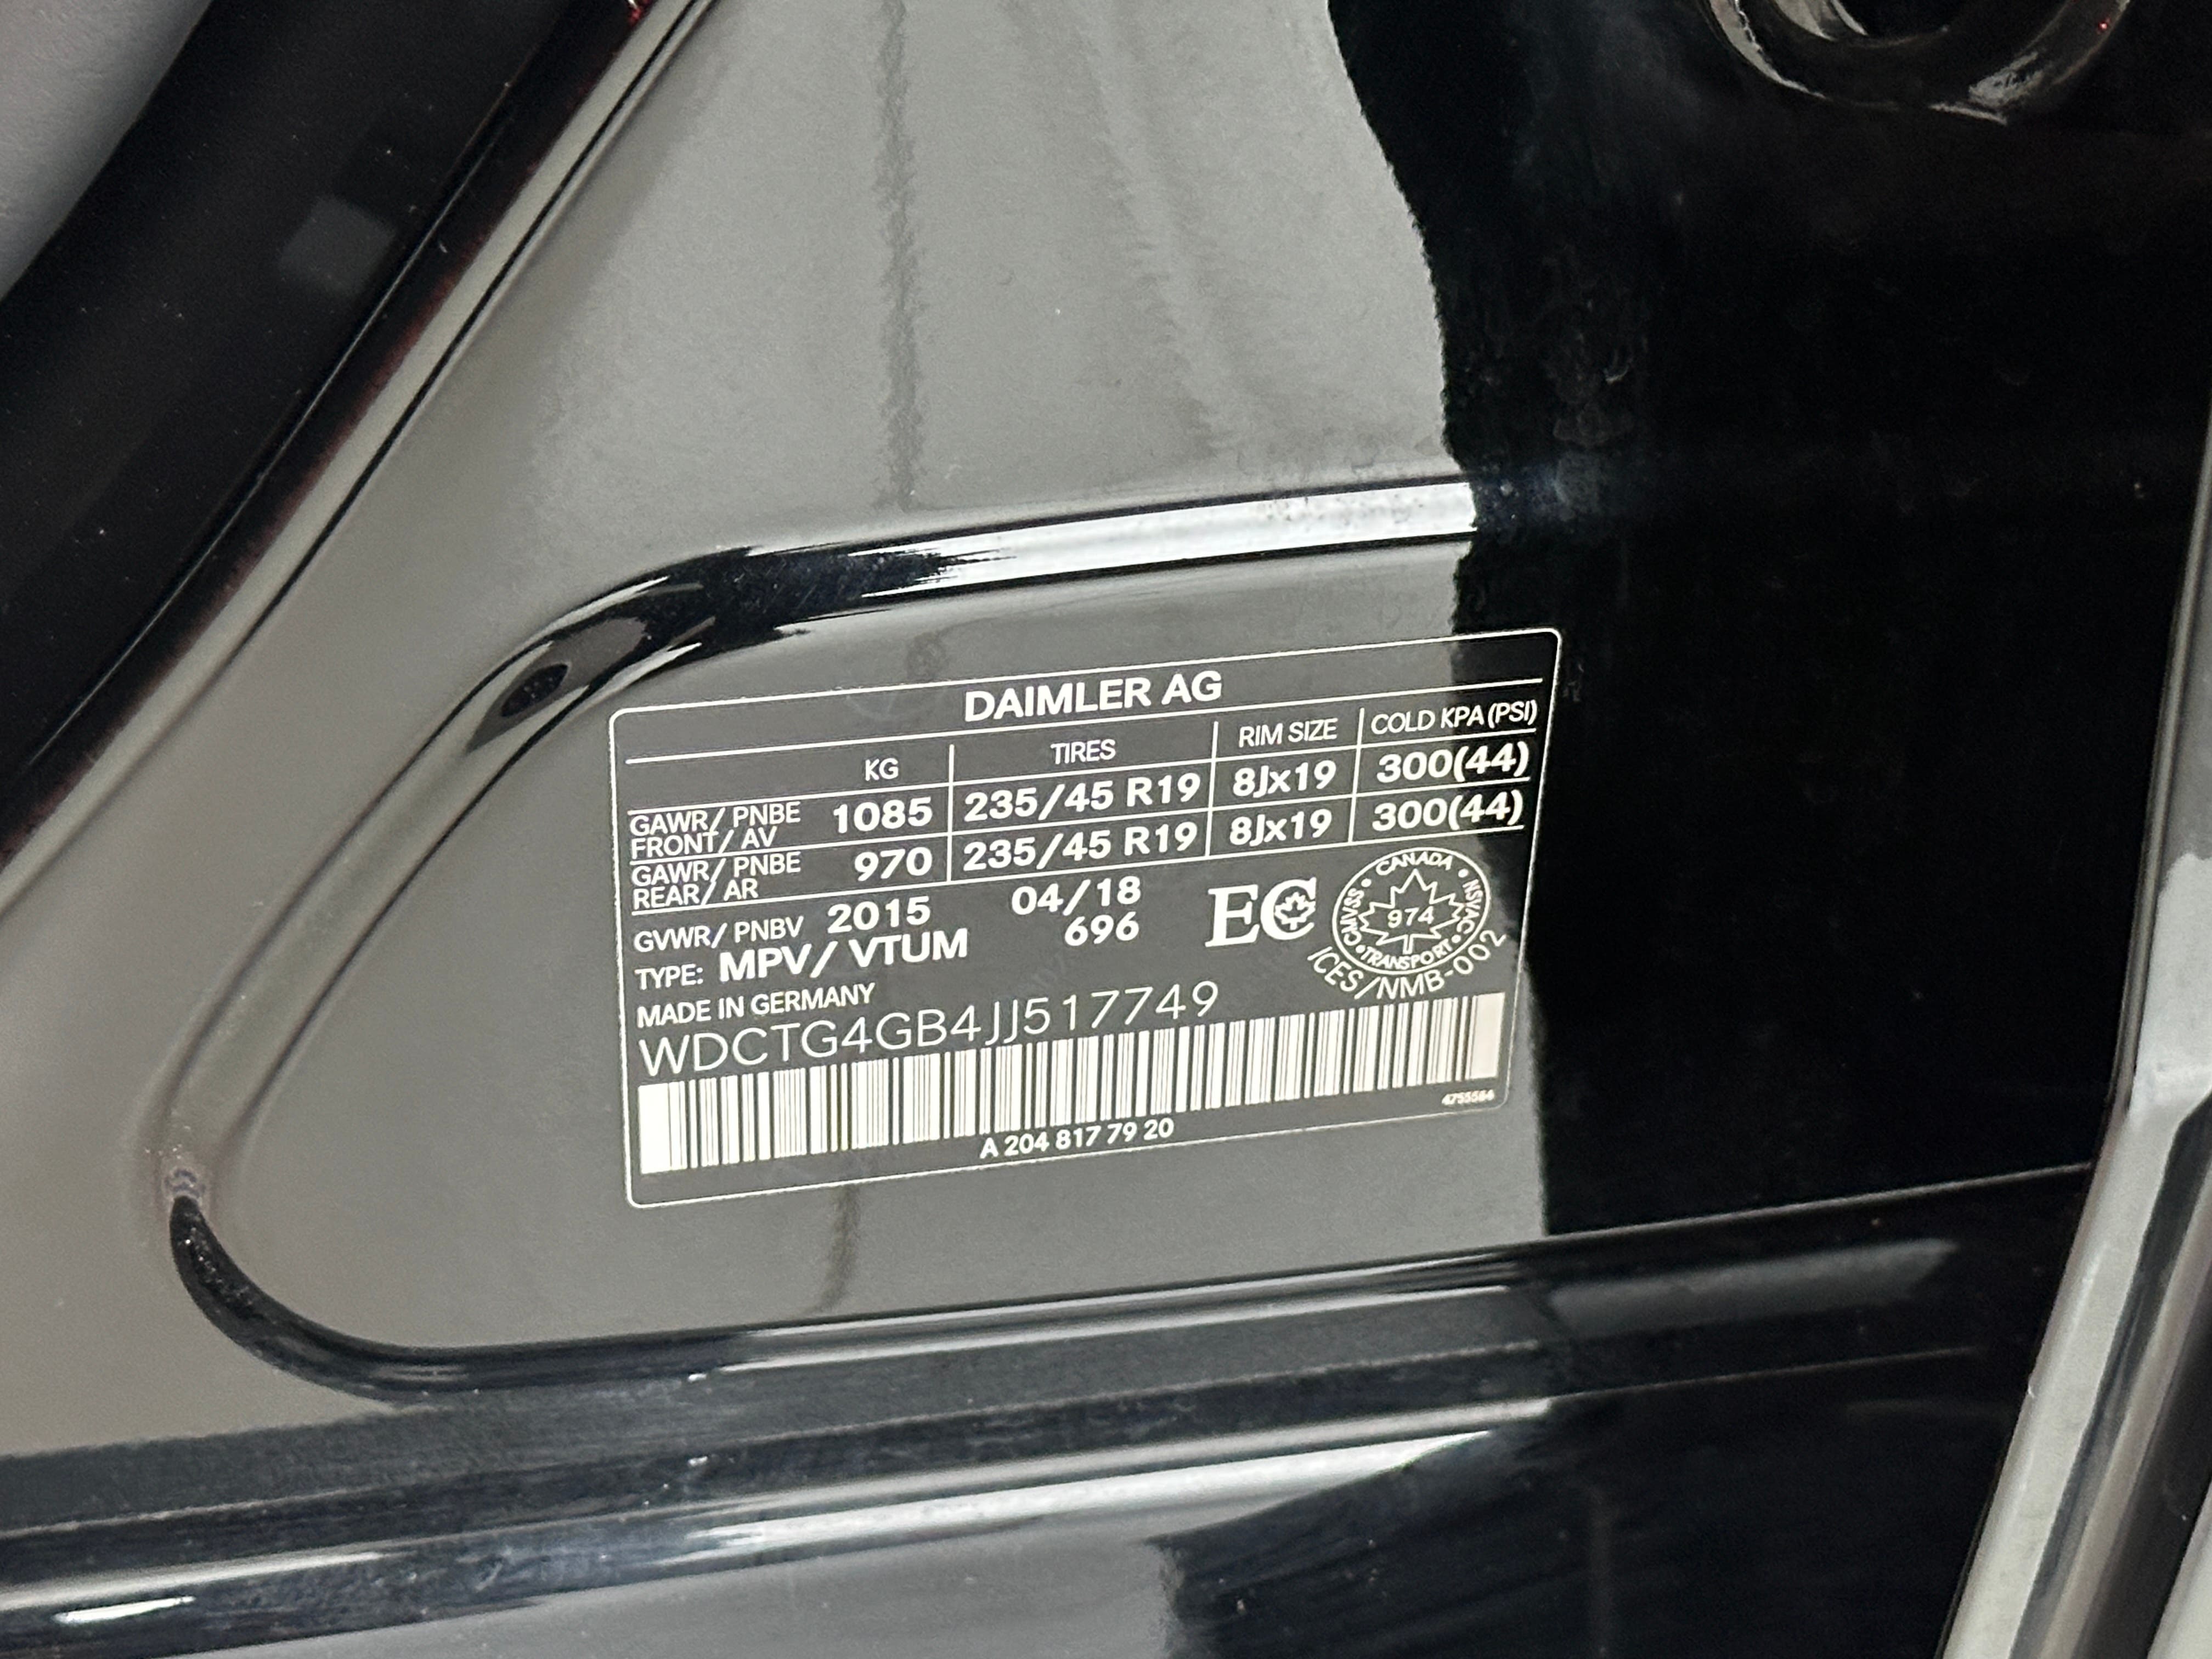 DAIMLER AG
KG TIRES RIM SIZE COLD KPA (PSI)
GAWR/PNBE FRONT/AV 1085 235/45 R19 8Jx19 300(44)
GAWR/PNBE REAR/AR 970 235/45 R19 8Jx19 300(44)
GVWR/PNBV 2015 04/18
TYPE: MPV/VTUM 696
EC
CANADA
NSVAC
TRANSPORT
CMVSS
974
ICES/NMB-002
MADE IN GERMANY
WDCTG4GB4JJ517749
A 204 817 79 20
4755564